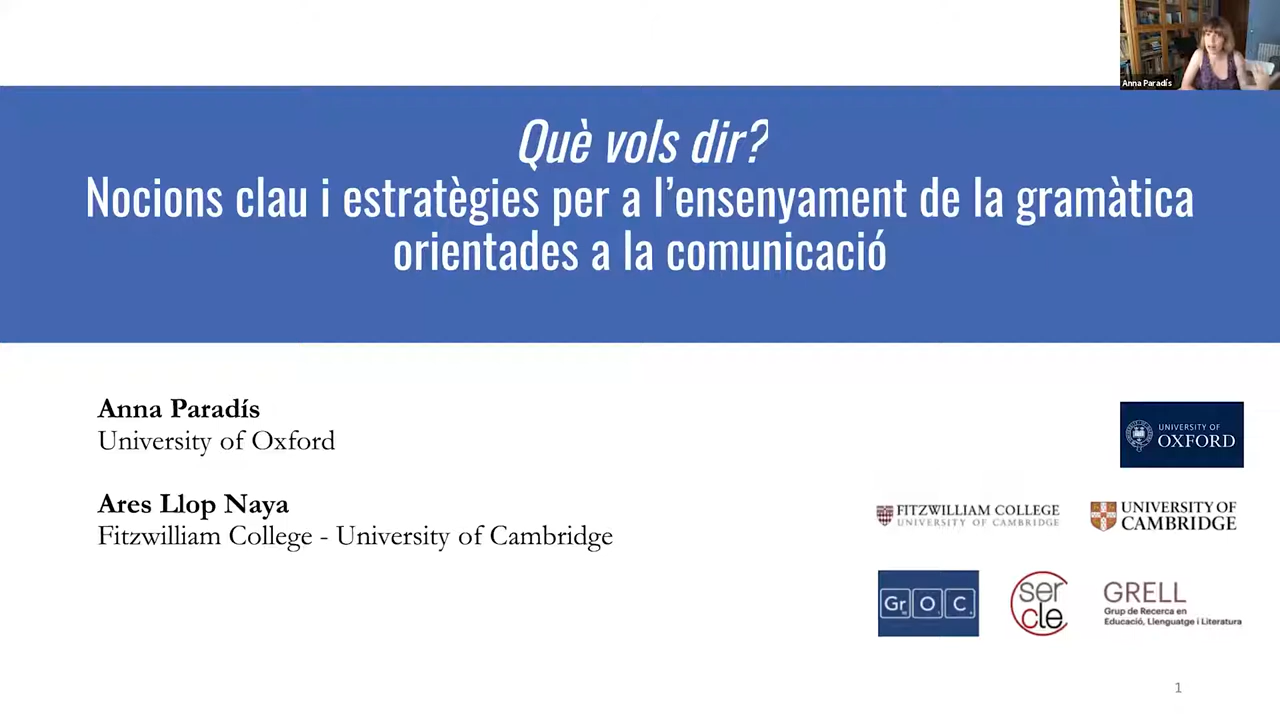 Anna Paradís
Què vols dir?
Nocions clau i estratègies per a l’ensenyament de la gramàtica
orientades a la comunicació
Anna Paradís
University of Oxford
Ares Llop Naya
Fitzwilliam College - University of Cambridge
UNIVERSITY OF
OXFORD
FITZWILLIAM COLLEGE
UNIVERSITY OF CAMBRIDGE
UNIVERSITY OF
CAMBRIDGE
Gr O C
ser
cle
GRELL
Grup de Recerca en
Educació, Llenguatge i Literatura
1